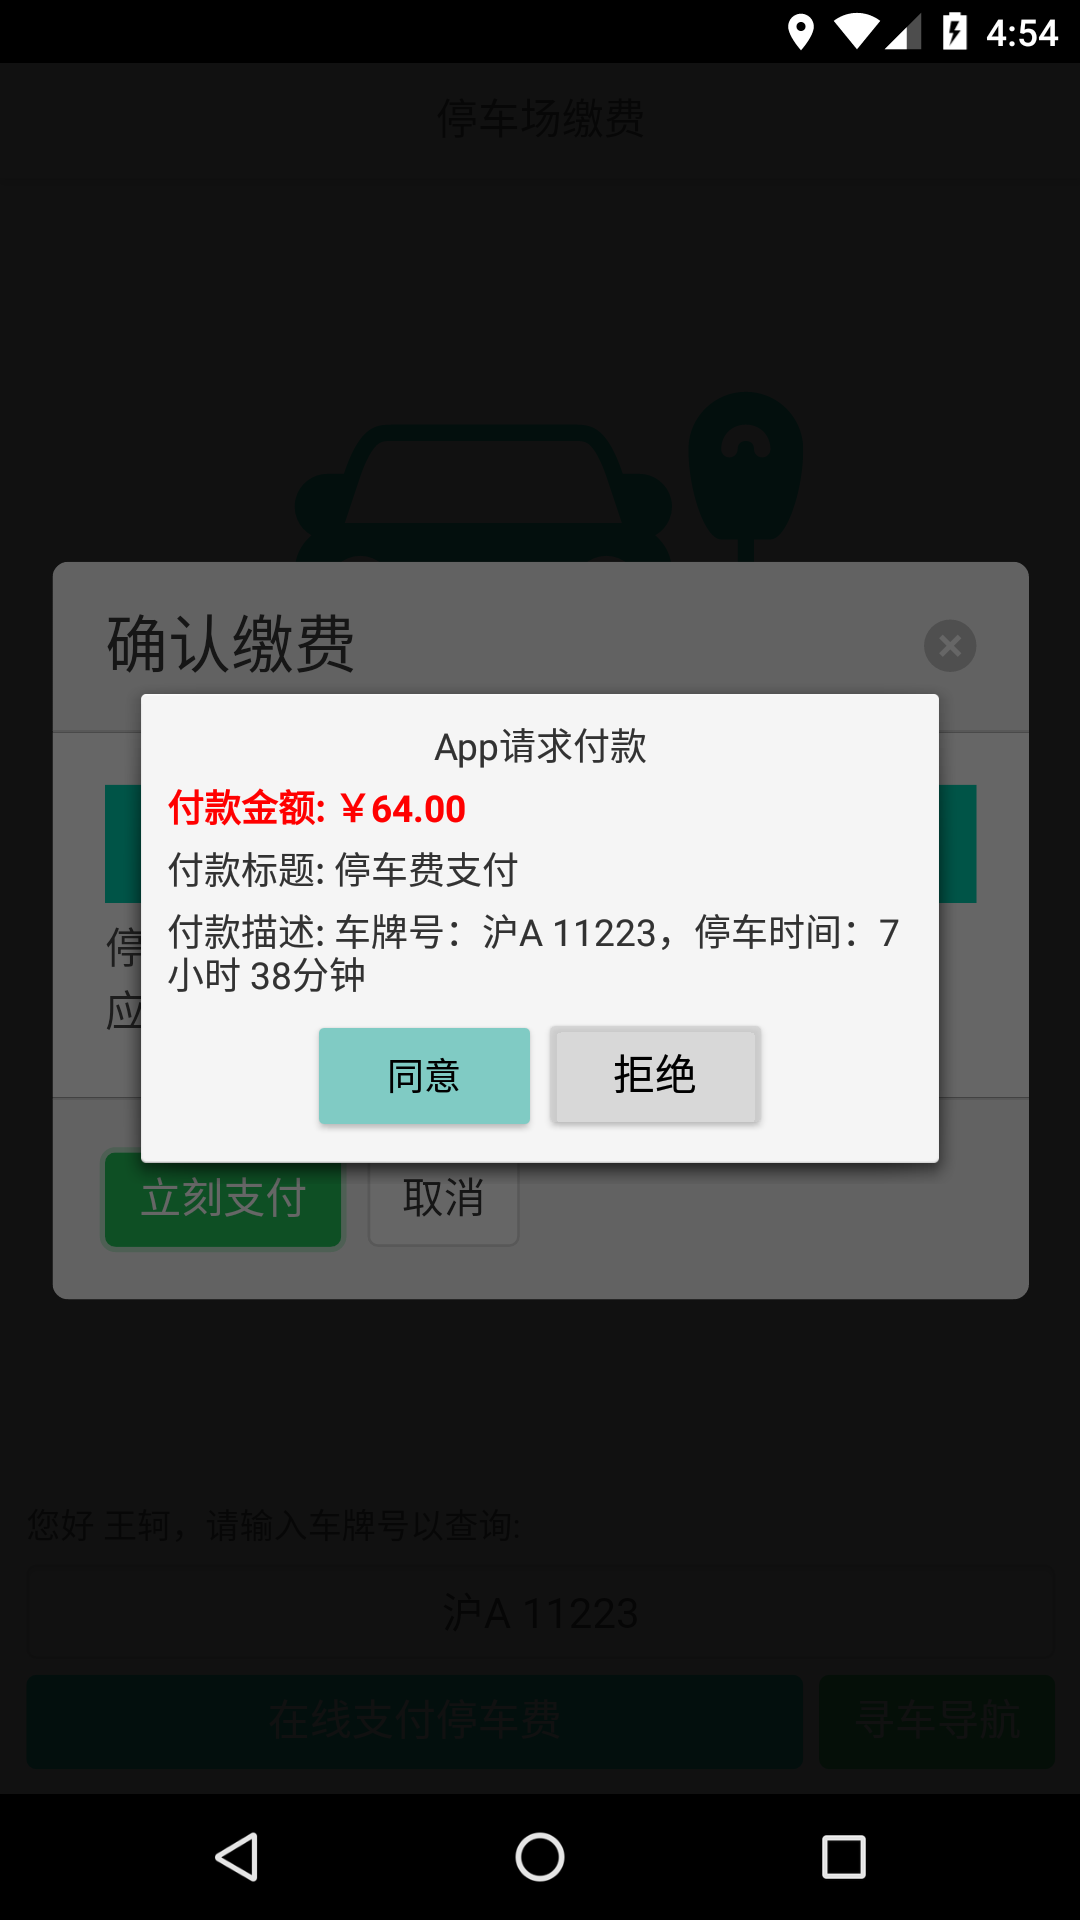 4:54
停车场缴费
确认缴费
App请求付款
付款金额: ￥64.00
付款标题: 停车费支付
付款描述: 车牌号：沪A 11223，停车时间：7
小时 38分钟
停
应
同意 拒绝
立刻支付 取消
您好 王轲，请输入车牌号以查询:
沪A 11223
在线支付停车费 寻车导航